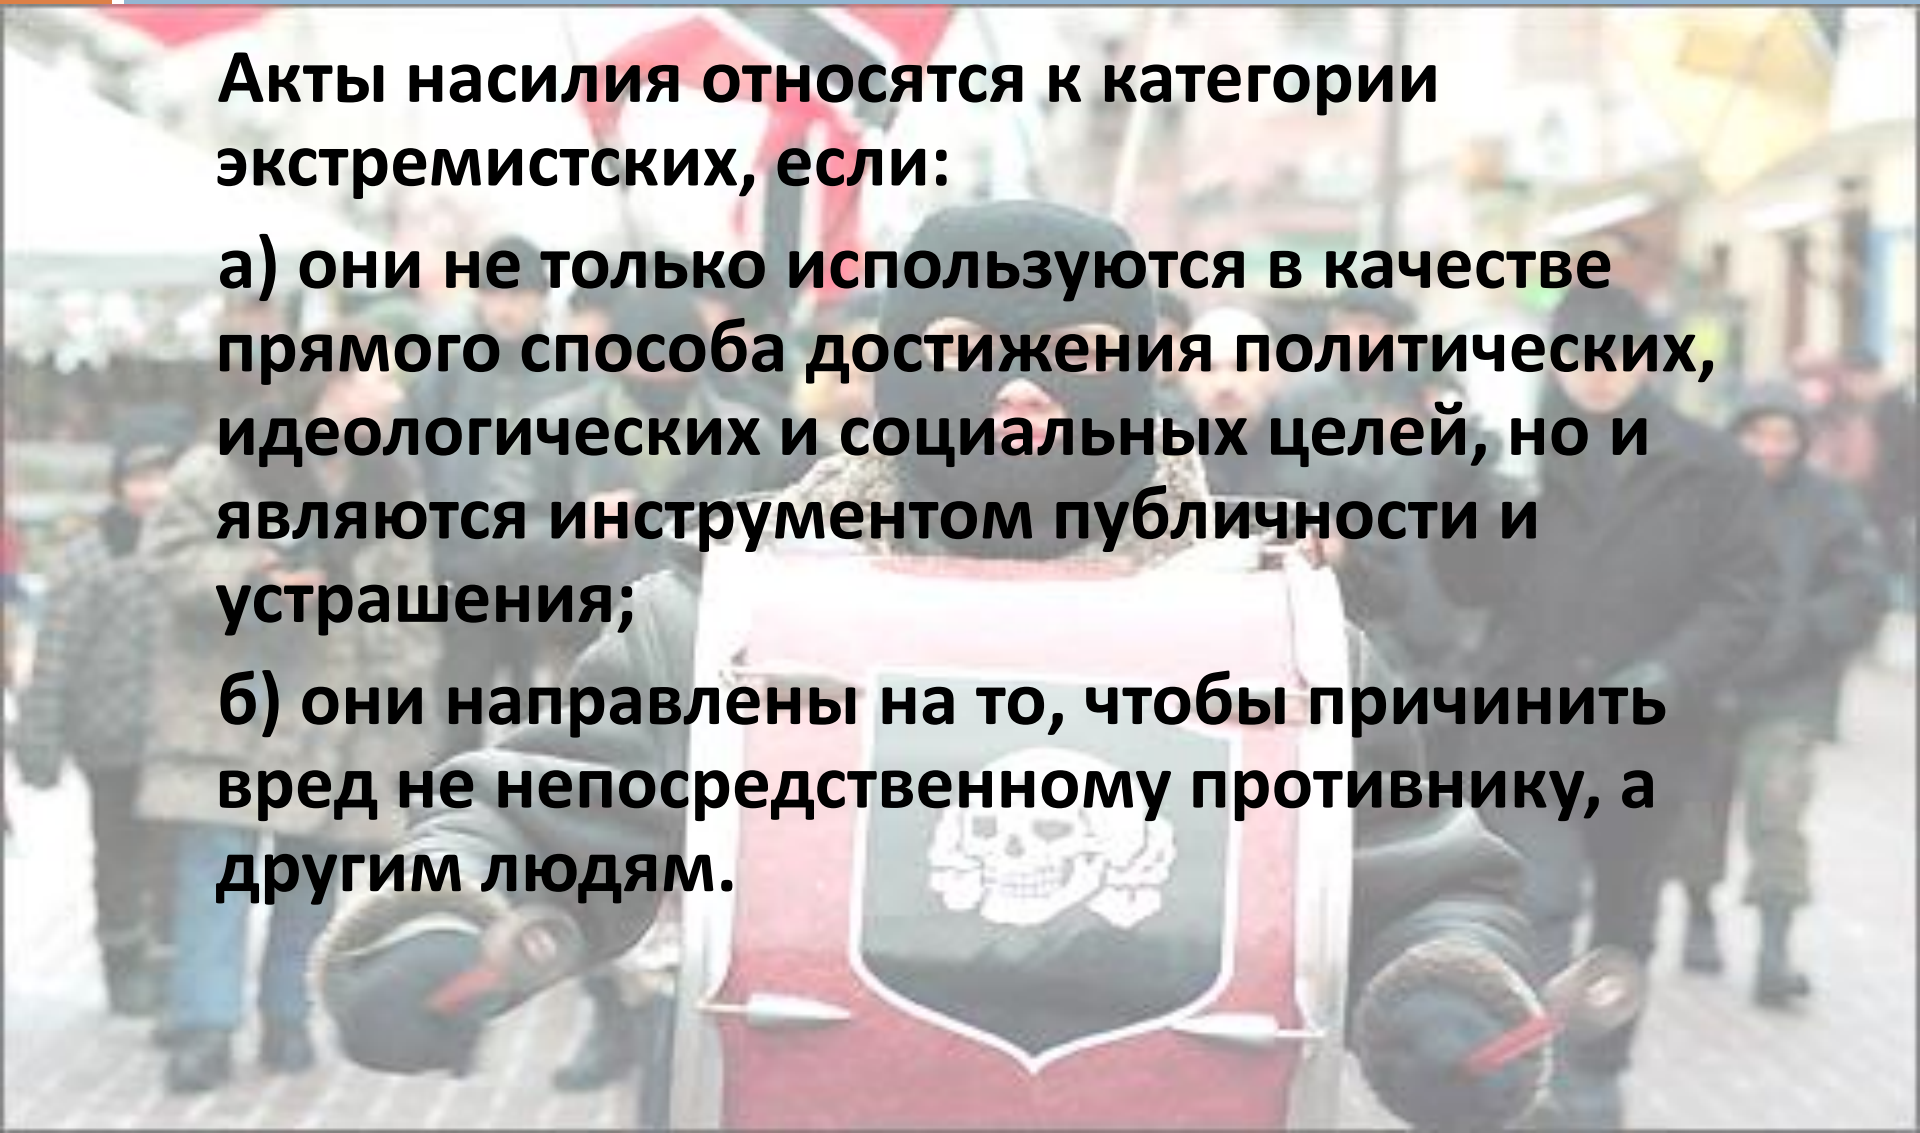 Акты насилия относятся к категории
экстремистских, если:
а) они не только используются в качестве
прямого способа достижения политических,
идеологических и социальных целей, но и
являются инструментом публичности и
устрашения;
б) они направлены на то, чтобы причинить
вред не непосредственному противнику, а
другим людям.